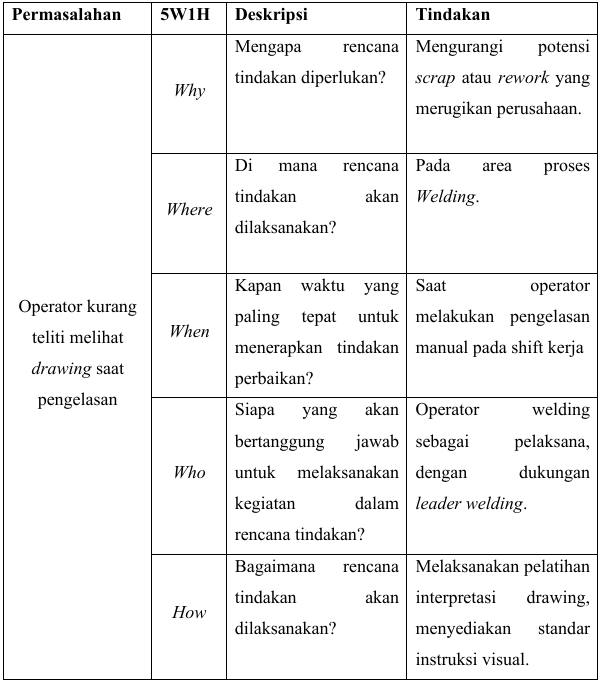 Permasalahan 5W1H Deskripsi Tindakan
Operator kurang
teliti melihat
drawing saat
pengelasan
Why
Mengapa rencana
tindakan diperlukan?
Mengurangi potensi
scrap atau rework yang
merugikan perusahaan.
Where
Di mana rencana
tindakan akan
dilaksanakan?
Pada area proses
Welding.
When
Kapan waktu yang
paling tepat untuk
menerapkan tindakan
perbaikan?
Saat operator
melakukan pengelasan
manual pada shift kerja
Who
Siapa yang akan
bertanggung jawab
untuk melaksanakan
kegiatan dalam
rencana tindakan?
Operator welding
sebagai pelaksana,
dengan dukungan
leader welding.
How
Bagaimana rencana
tindakan akan
dilaksanakan?
Melaksanakan pelatihan
interpretasi drawing,
menyediakan standar
instruksi visual.